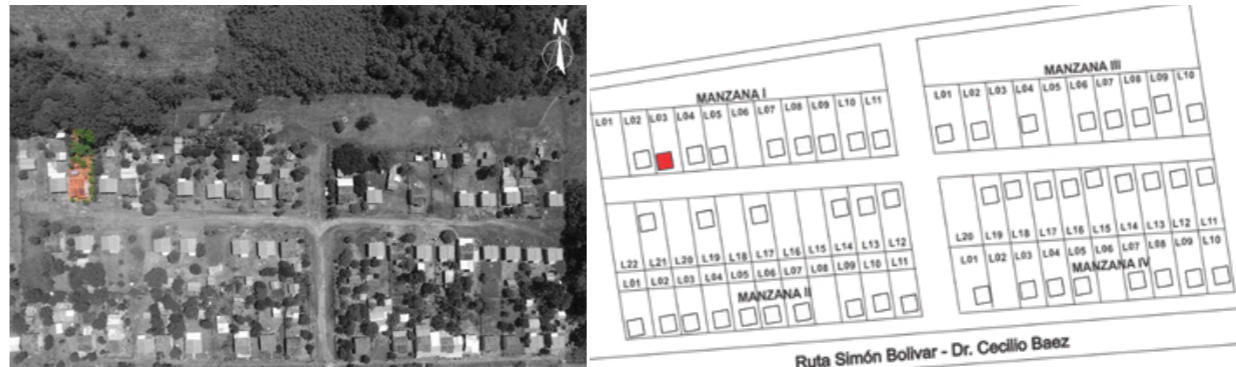 N
MANZANA I
L01 L02 L03 L04 L05 L06 L07 L08 L09 L10 L11
MANZANA III
L01 L02 L03 L04 L05 L06 L07 L08 L09 L10
L22 L21 L20 L19 L18 L17 L16 L15 L14 L13 L12
L01 L02 L03 L04 L05 L06 L07 L08 L09 L10 L11
MANZANA II
L20 L19 L18 L17 L16 L15 L14 L13 L12 L11
L01 L02 L03 L04 L05 L06 L07 L08 L09 L10
MANZANA IV
Ruta Simón Bolivar - Dr. Cecilio Baez